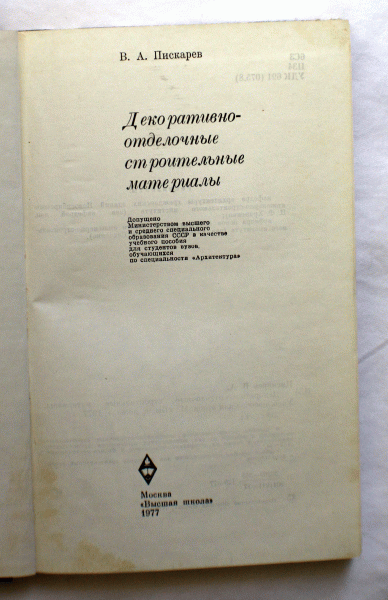 В. А. Пискарев
Декоративно-
отделочные
строительные
материалы
Допущено
Министерством высшего
и среднего специального
образования СССР в качестве
учебного пособия
для студентов вузов,
обучающихся
по специальности «Архитектура»
Москва
«Высшая школа»
1977